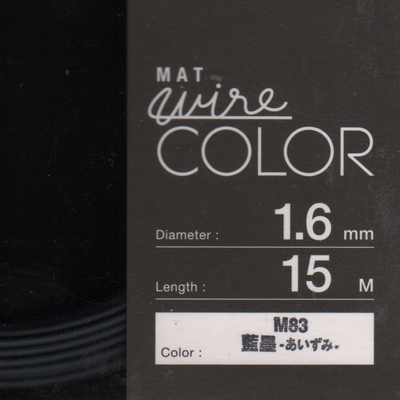 MAT
wire
COLOR
Diameter : 1.6 mm
Length : 15 M
M83
Color : 藍墨-あいずみ-